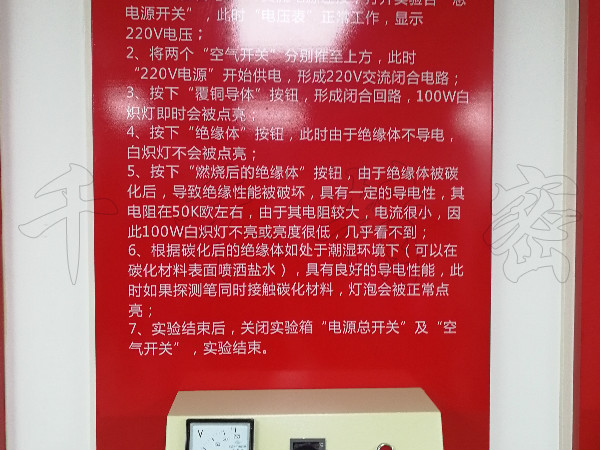 电源开关”，此时“电压表”正常工作，显示
220V电压；
2、将两个“空气开关”分别推至上方，此时
“220V电源”开始供电，形成220V交流闭合电路；
3、按下“覆铜导体”按钮，形成闭合回路，100W白
炽灯即时会被点亮；
4、按下“绝缘体”按钮，此时由于绝缘体不导电，
白炽灯不会被点亮；
5、按下“燃烧后的绝缘体”按钮，由于绝缘体被碳
化后，导致绝缘性能被破坏，具有一定的导电性，其
电阻在50K欧左右，由于其电阻较大，电流很小，因
此100W白炽灯不亮或亮度很低，几乎看不到；
6、根据碳化后的绝缘体如处于潮湿环境下（可以在
碳化材料表面喷洒盐水），具有良好的导电性能，此
时如果探测笔同时接触碳化材料，灯泡会被正常点
亮；
7、实验结束后，关闭实验箱“电源总开关”及“空
气开关”，实验结束。
千
密
V